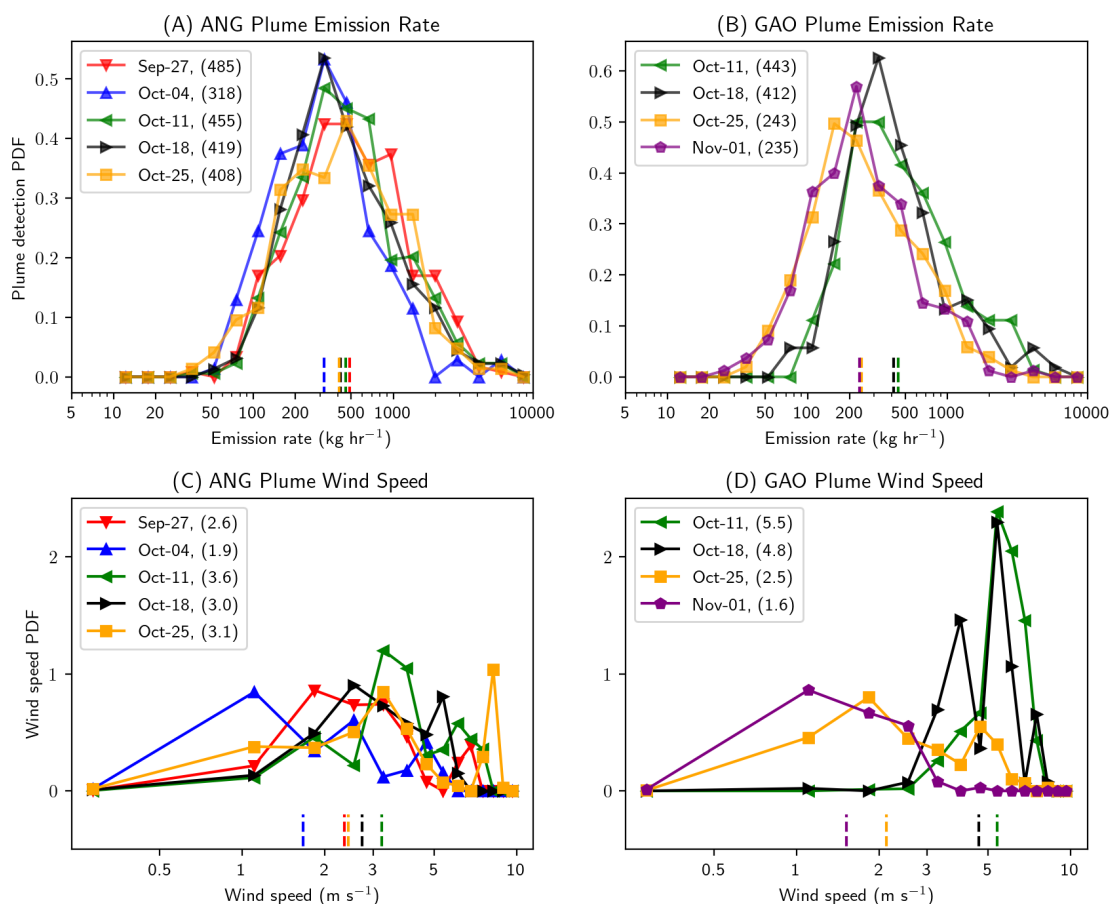 (A) ANG Plume Emission Rate
Plume detection PDF
0.5
0.4
0.3
0.2
0.1
0.0
Sep-27, (485)
Oct-04, (318)
Oct-11, (455)
Oct-18, (419)
Oct-25, (408)
5 10 50 100 200 500 1000 10000
Emission rate (kg hr⁻¹)
(B) GAO Plume Emission Rate
0.6
0.5
0.4
0.3
0.2
0.1
0.0
Oct-11, (443)
Oct-18, (412)
Oct-25, (243)
Nov-01, (235)
5 10 50 100 200 500 1000 10000
Emission rate (kg hr⁻¹)
(C) ANG Plume Wind Speed
Wind speed PDF
2
1
0
Sep-27, (2.6)
Oct-04, (1.9)
Oct-11, (3.6)
Oct-18, (3.0)
Oct-25, (3.1)
0.5 1 2 3 5 10
Wind speed (m s⁻¹)
(D) GAO Plume Wind Speed
2
1
0
Oct-11, (5.5)
Oct-18, (4.8)
Oct-25, (2.5)
Nov-01, (1.6)
0.5 1 2 3 5 10
Wind speed (m s⁻¹)